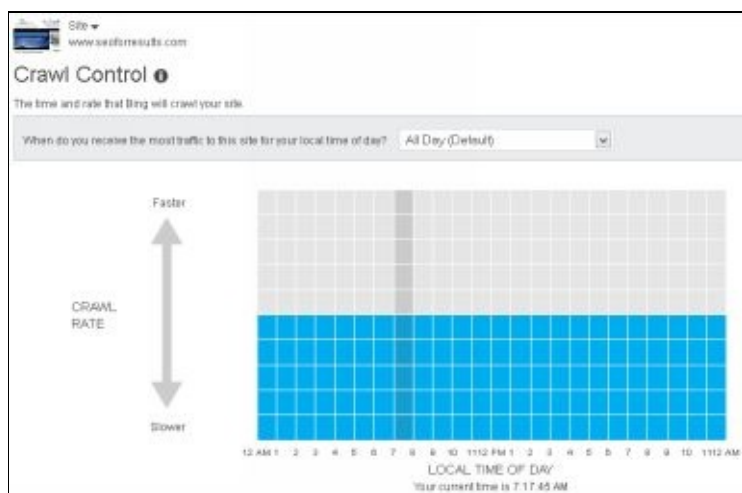 Site
www.seoforresults.com
Crawl Control
The time and rate that Bing will crawl your site.
When do you receive the most traffic to this site for your local time of day? All Day (Default)
Faster
CRAWL
RATE
Slower
12 AM 1 2 3 4 5 6 7 8 9 10 11 12 PM 1 2 3 4 5 6 7 8 9 10 11 12 AM
LOCAL TIME OF DAY
Your current time is 7:17:45 AM